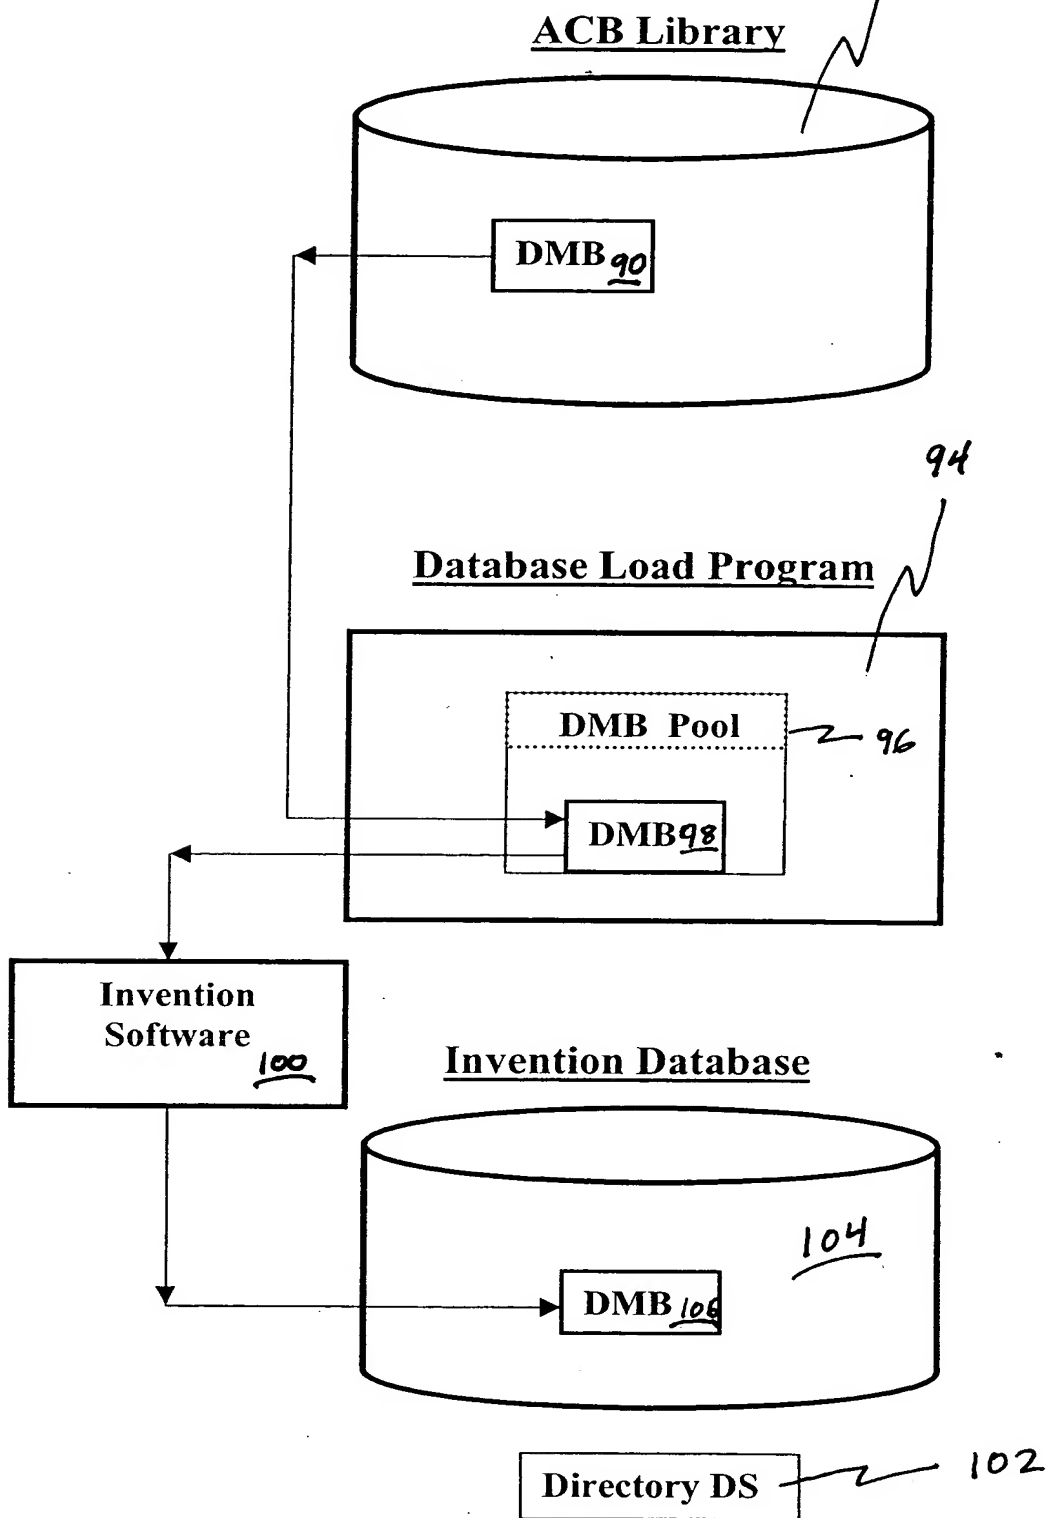 ACB Library
DMB 90
94
Database Load Program
DMB Pool
96
DMB 98
Invention
Software
100
Invention Database
104
DMB 106
Directory DS
102